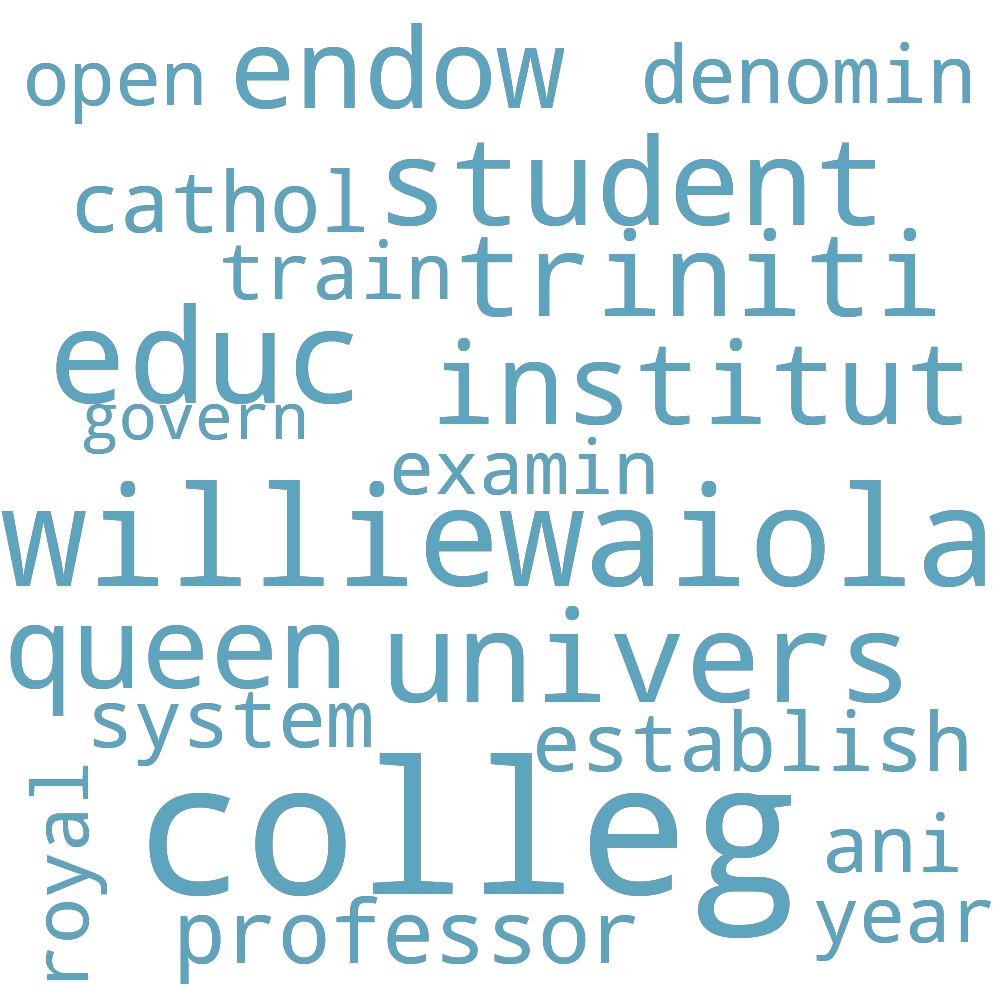 open endow denomin
student
cathol
train triniti
educ
institut
govern
examin
williewaiola
queen univers
system
establish
colleg
royal
ani
professor
year